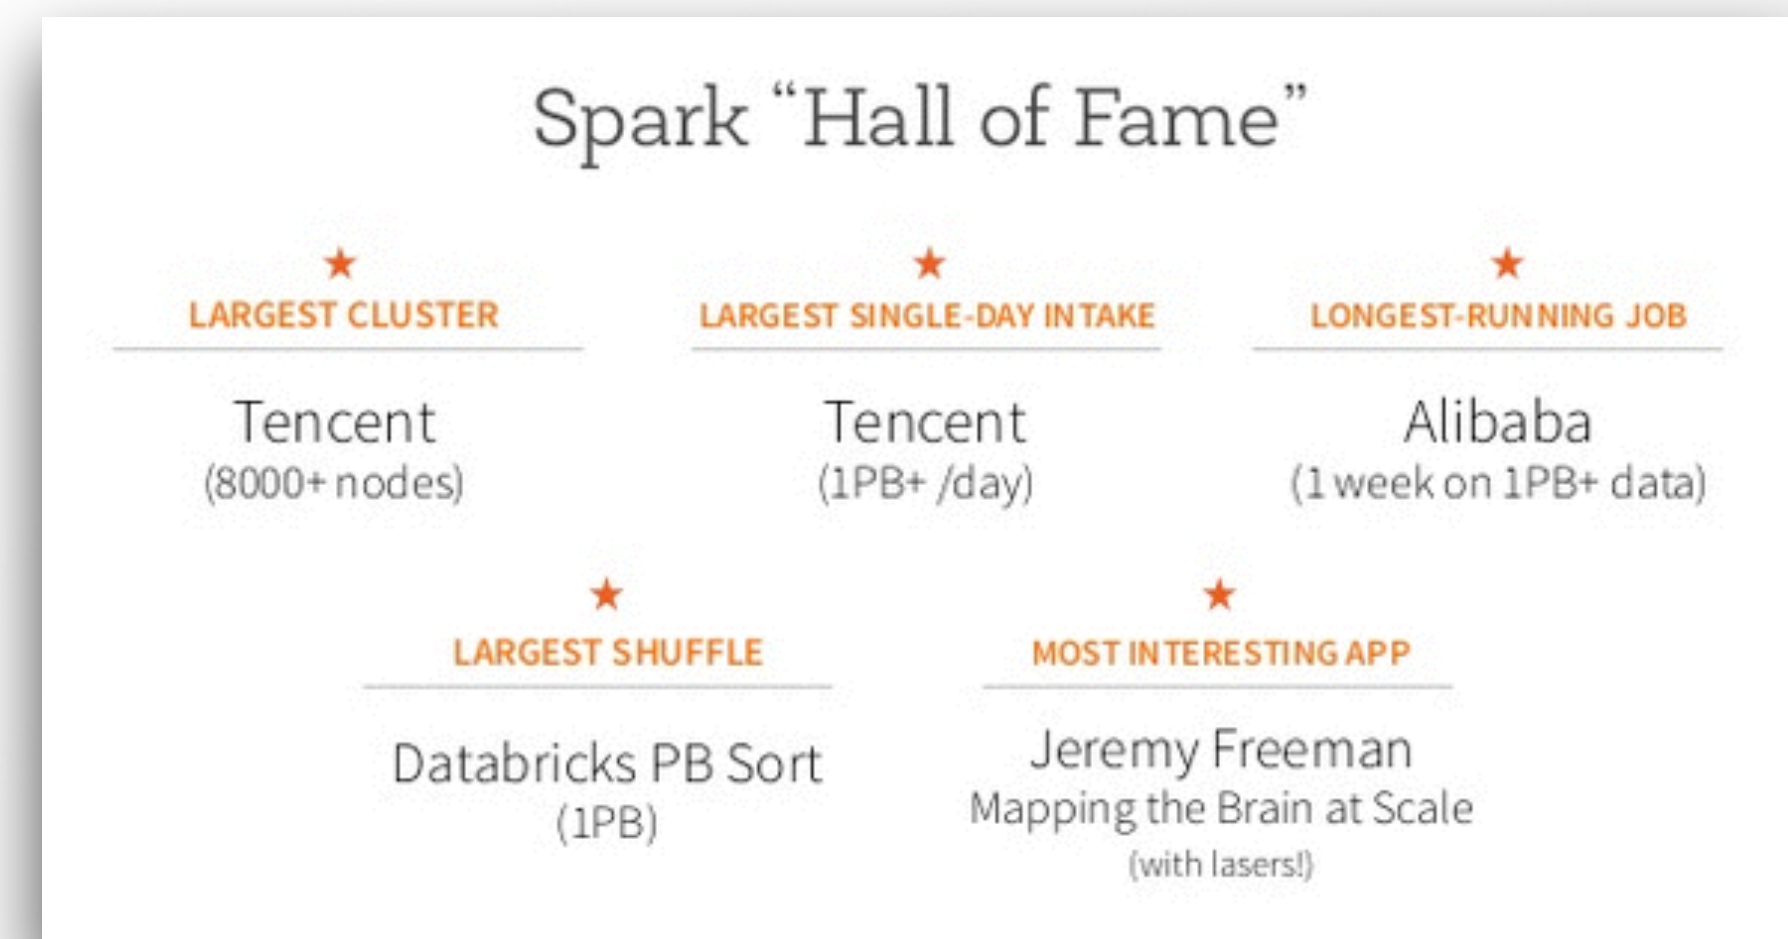 Spark “Hall of Fame”
LARGEST CLUSTER
Tencent
(8000+ nodes)
LARGEST SINGLE-DAY INTAKE
Tencent
(1PB+ /day)
LONGEST-RUNNING JOB
Alibaba
(1 week on 1PB+ data)
LARGEST SHUFFLE
Databricks PB Sort
(1PB)
MOST INTERESTING APP
Jeremy Freeman
Mapping the Brain at Scale
(with lasers!)